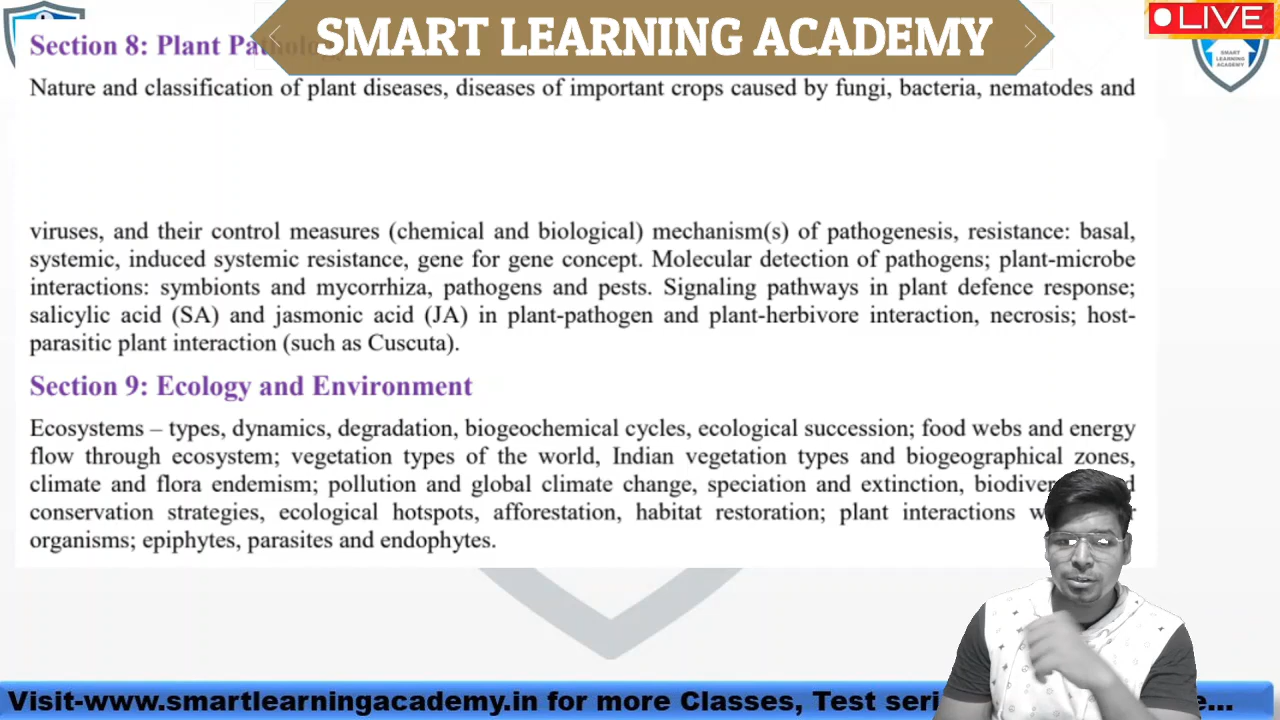 SMART LEARNING ACADEMY
LIVE
SMART LEARNING ACADEMY
Section 8: Plant
Nature and classification of plant diseases, diseases of important crops caused by fungi, bacteria, nematodes and
viruses, and their control measures (chemical and biological) mechanism(s) of pathogenesis, resistance: basal,
systemic, induced systemic resistance, gene for gene concept. Molecular detection of pathogens; plant-microbe
interactions: symbionts and mycorrhiza, pathogens and pests. Signaling pathways in plant defence response;
salicylic acid (SA) and jasmonic acid (JA) in plant-pathogen and plant-herbivore interaction, necrosis; host-
parasitic plant interaction (such as Cuscuta).
Section 9: Ecology and Environment
Ecosystems – types, dynamics, degradation, biogeochemical cycles, ecological succession; food webs and energy
flow through ecosystem; vegetation types of the world, Indian vegetation types and biogeographical zones,
climate and flora endemism; pollution and global climate change, speciation and extinction,
conservation strategies, ecological hotspots, afforestation, habitat restoration; plant interactions
organisms; epiphytes, parasites and endophytes.
Visit-www.smartlearningacademy.in for more Classes, Test